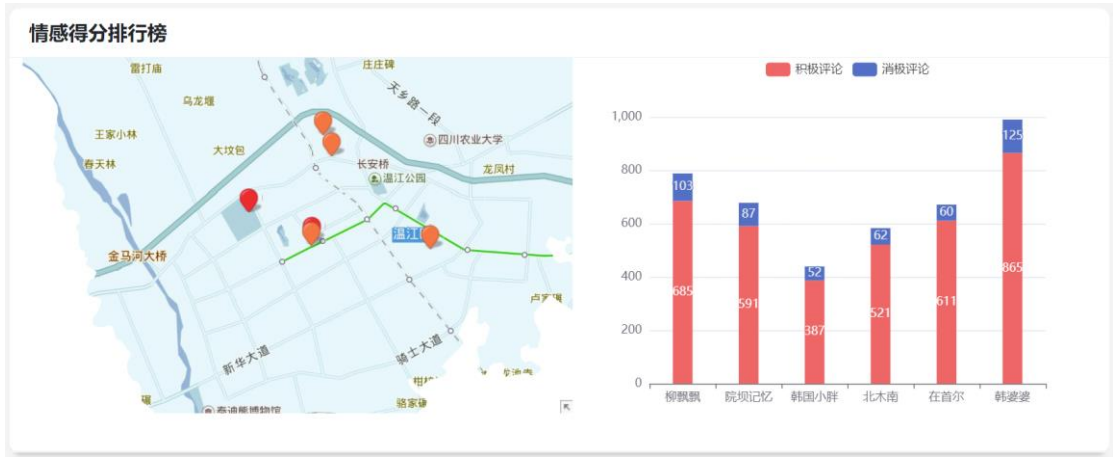 情感得分排行榜
雷打庙
庄庄碑
天乡路一段
乌龙堰
王家小林
大坟包
四川农业大学
春天林
长安桥
龙凤村
温江公园
温江
金马河大桥
新华大道
骑士大道
骆家碾
积极评论 消极评论
1,000
800
600
400
200
0
103
685
87
591
52
387
62
521
60
611
125
865
柳飘飘 院坝记忆 韩国小胖 北木南 在首尔 韩婆婆